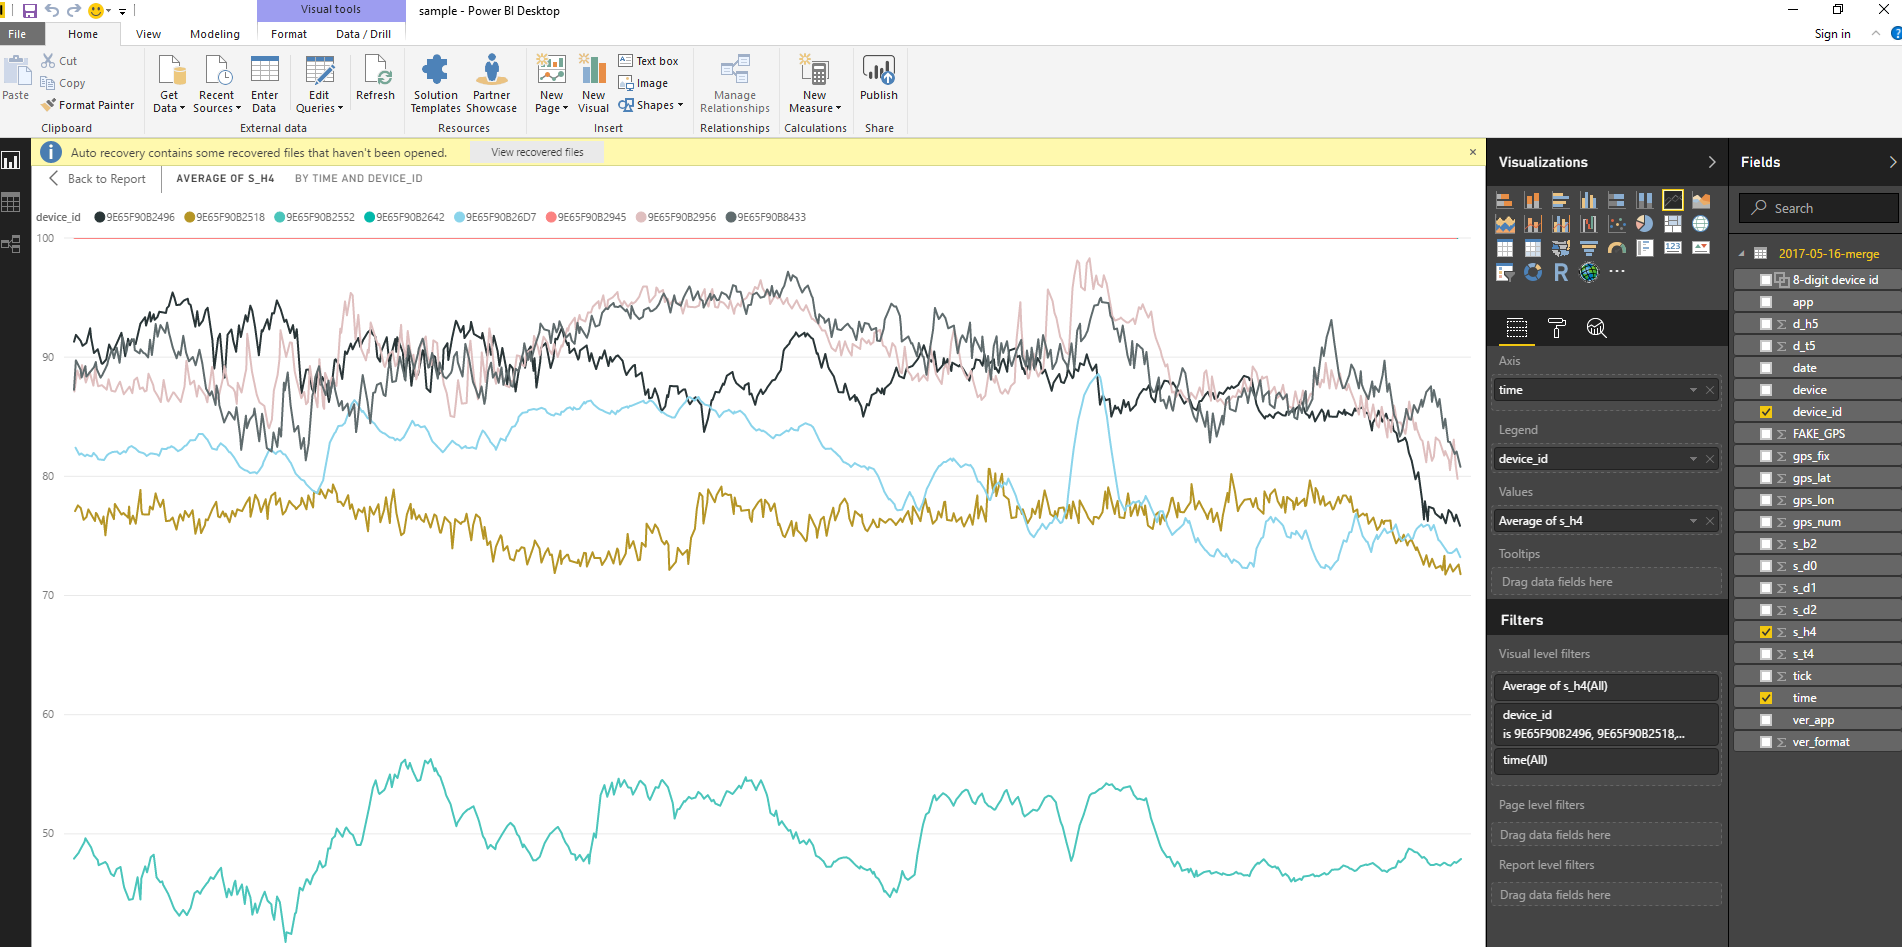 Visual tools
sample - Power BI Desktop
File Home View Modeling Format Data / Drill
Sign in
Paste
Cut
Copy
Format Painter
Clipboard
Get Data
Recent Sources
Enter Data
Edit Queries
Refresh
External data
Solution Templates
Partner Showcase
Resources
New Page
New Visual
Text box
Image
Shapes
Insert
Manage Relationships
Relationships
New Measure
Calculations
Publish
Share
Auto recovery contains some recovered files that haven't been opened.
View recovered files
Back to Report
AVERAGE OF S_H4
BY TIME AND DEVICE_ID
device_id 9E65F90B2496 9E65F90B2518 9E65F90B2552 9E65F90B2642 9E65F90B26D7 9E65F90B2945 9E65F90B2956 9E65F90B8433
100
90
80
70
60
50
Visualizations
123
R
Axis
time
Legend
device_id
Values
Average of s_h4
Tooltips
Drag data fields here
Filters
Visual level filters
Average of s_h4(All)
device_id
is 9E65F90B2496, 9E65F90B2518,...
time(All)
Page level filters
Drag data fields here
Report level filters
Drag data fields here
Fields
Search
2017-05-16-merge
8-digit device id
app
d_h5
d_t5
date
device
device_id
FAKE_GPS
gps_fix
gps_lat
gps_lon
gps_num
s_b2
s_d0
s_d1
s_d2
s_h4
s_t4
tick
time
ver_app
ver_format